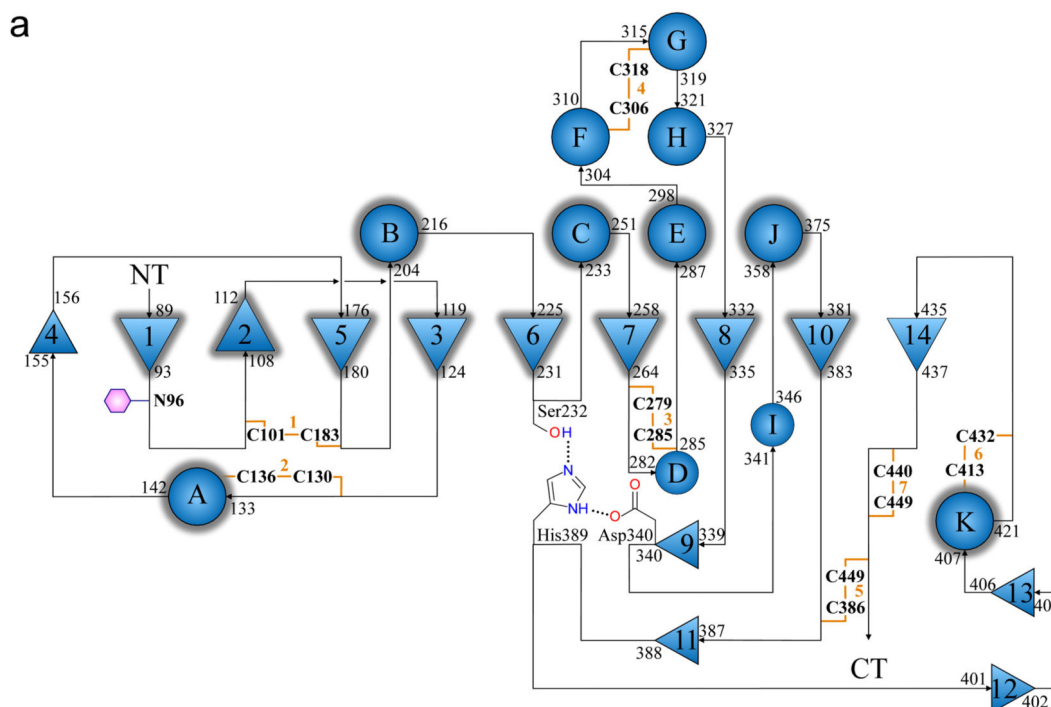 a
315 G
C318 319
4
310 C306 321
F H 327
304 298
B 216 C 251 E J 375
204 233 287 358
156 NT 112 176 119 225 258 332 381 435
89
4 1 2 5 3 6 7 8 10 14
155 93 108 180 124 231 264 335 383 437
N96 Ser232 C279 346
OH 3 I
1 C285 285 341 C432
C101 C183 282 D 6
2 N O C413
C136 C130 C440
142 A 7
133 NH O C449 K
His389 Asp340 339 421
340 9 407
C449 406
5 13
C386 40
387
388 11
CT
401 12
402